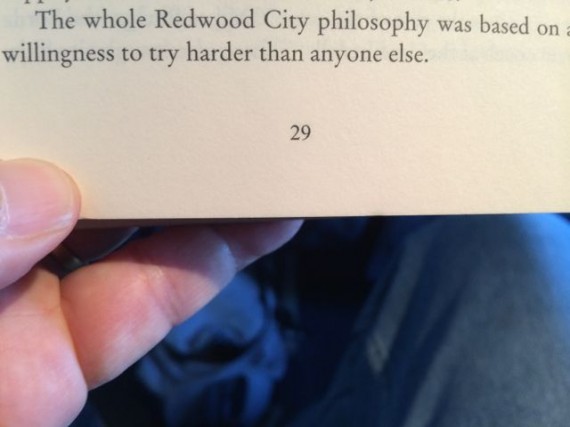 The whole Redwood City philosophy was based on a
willingness to try harder than anyone else.
29